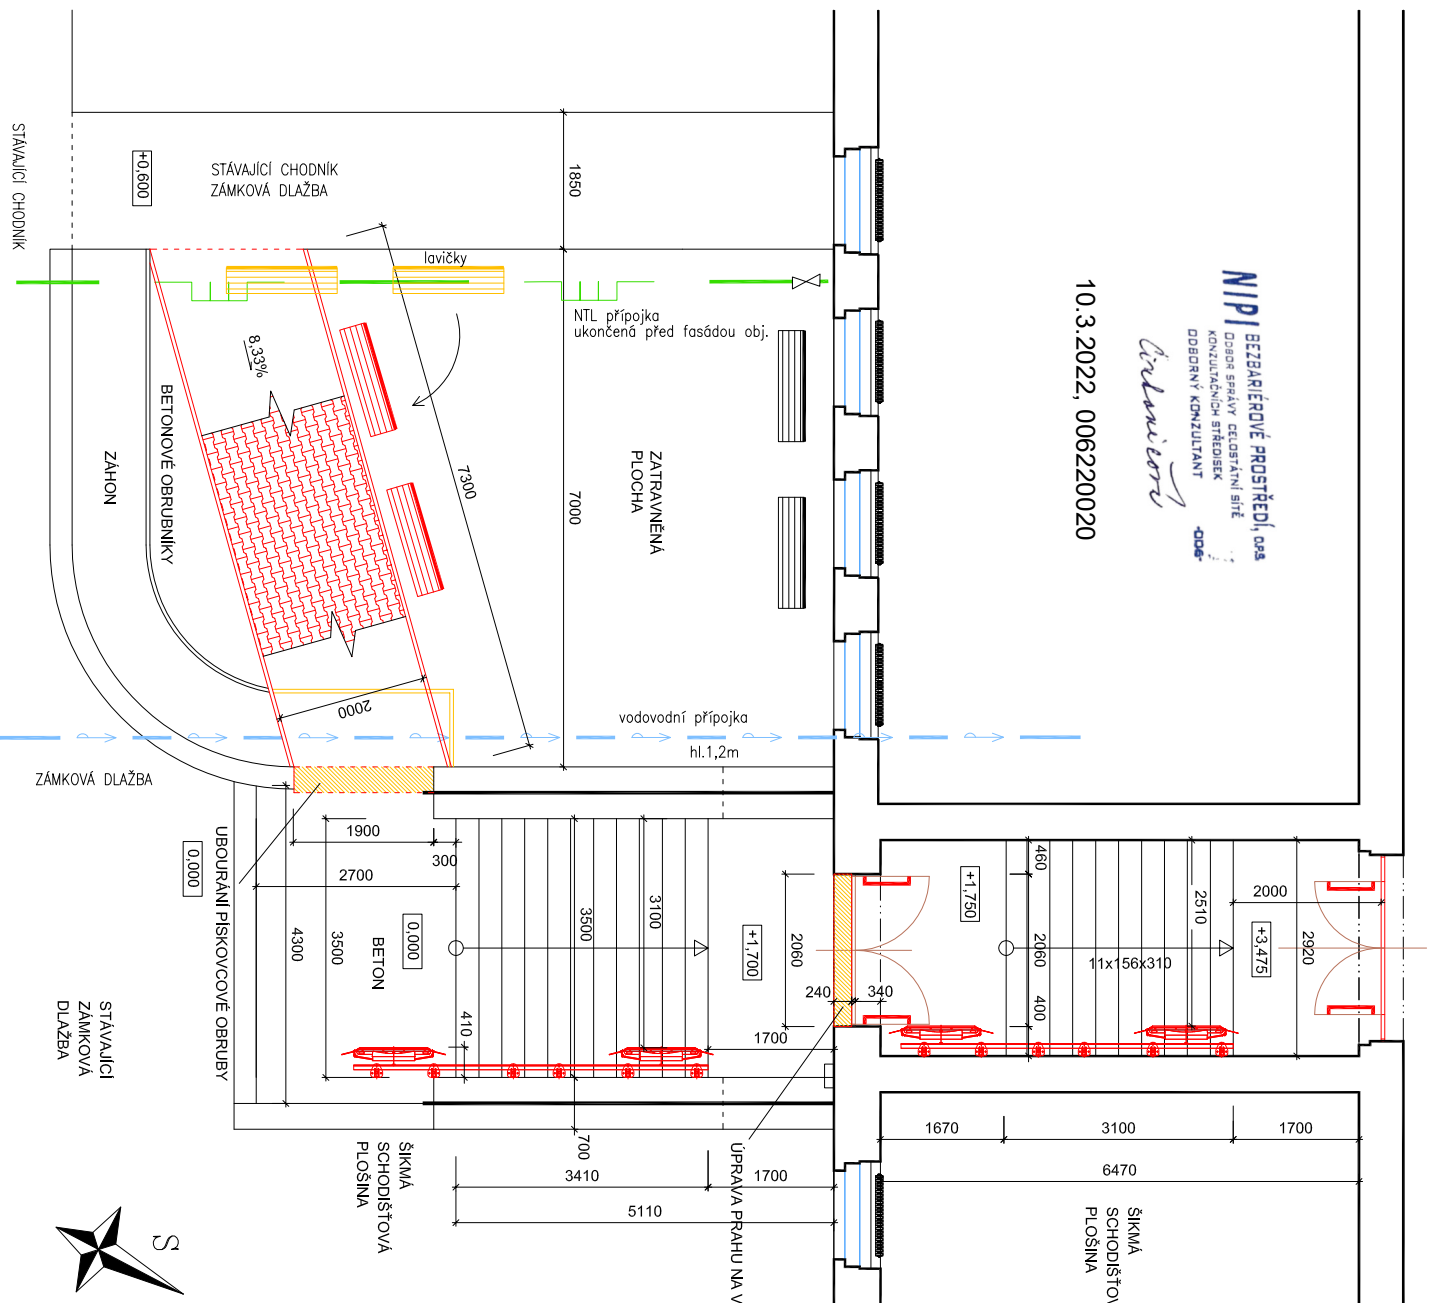 STÁVAJÍCÍ CHODNÍK
+0,600
STÁVAJÍCÍ CHODNÍK
ZÁMKOVÁ DLAŽBA
1850
lavičky
NTL přípojka
ukončená před fasádou obj.
8,33%
BETONOVÉ OBRUBNÍKY
ZÁHON
7300
7000
ZATRAVNĚNÁ
PLOCHA
2000
vodovodní přípojka
hl.1,2m
ZÁMKOVÁ DLAŽBA
NIPI BEZBARIÉROVÉ PROSTŘEDÍ, O.P.S.
ODBOR SPRÁVY CELOSTÁTNÍ SÍTĚ
KONZULTAČNÍCH STŘEDISEK
ODBORNÝ KONZULTANT
-006-
10.3.2022, 006220020
UBOURÁNÍ PÍSKOVCOVÉ OBRUBY
0,000
1900
300
2700
4300
3500
BETON
0,000
3500
3100
410
+1,700
2060
240
340
1700
+1,750
460
2060
400
11x156x310
2510
+3,475
2000
2920
STÁVAJÍCÍ
ZÁMKOVÁ
DLAŽBA
ŠIKMÁ
SCHODIŠŤOVÁ
PLOŠINA
700
3410
1700
5110
ÚPRAVA PRAHU NA V
1670
3100
1700
6470
ŠIKMÁ
SCHODIŠŤOV
PLOŠINA
S